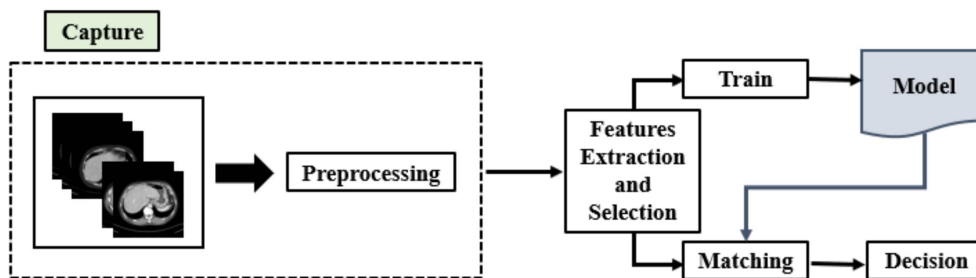 Capture
Preprocessing
Features
Extraction
and
Selection
Train
Model
Matching
Decision